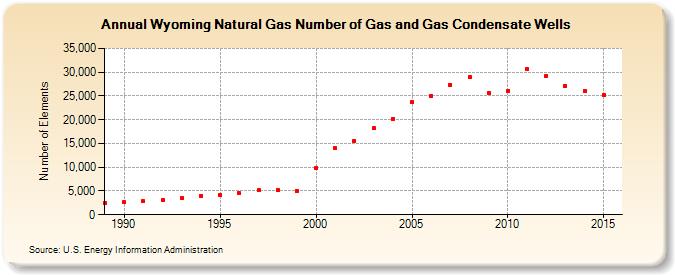 Annual Wyoming Natural Gas Number of Gas and Gas Condensate Wells
Number of Elements
35,000
30,000
25,000
20,000
15,000
10,000
5,000
0
1990 1995 2000 2005 2010 2015
Source: U.S. Energy Information Administration